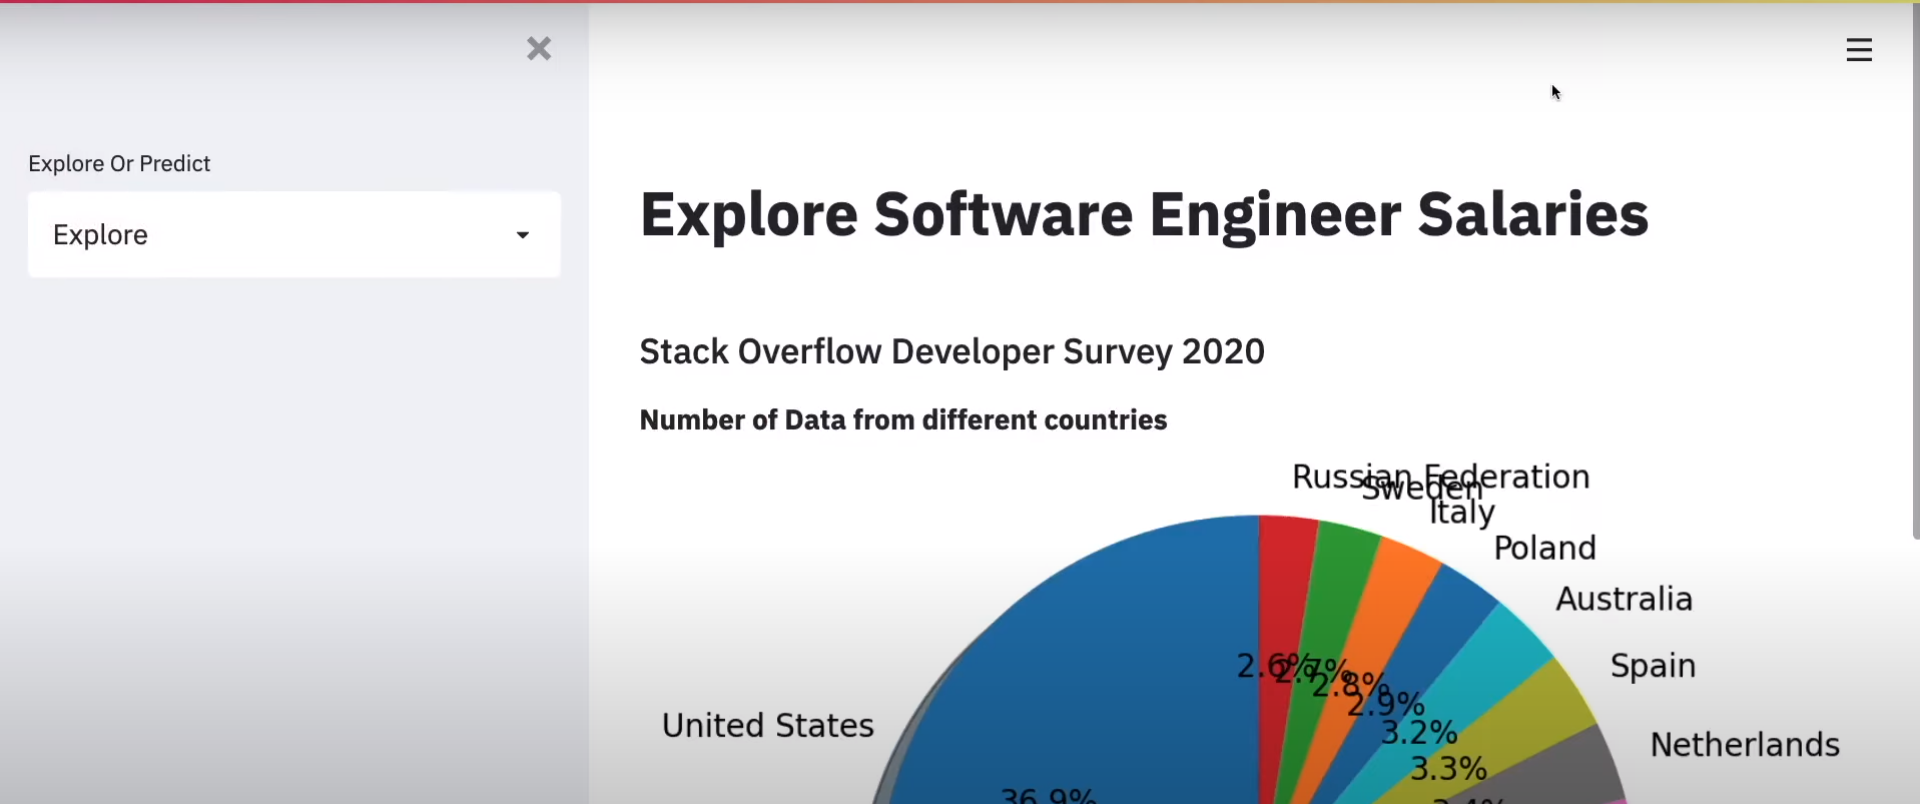 Explore Or Predict
Explore
Explore Software Engineer Salaries
Stack Overflow Developer Survey 2020
Number of Data from different countries
Russian Federation
Sweden
Italy
Poland
Australia
Spain
Netherlands
United States
2.6%
2.7%
2.8%
2.9%
3.2%
3.3%
3.4%
36.9%